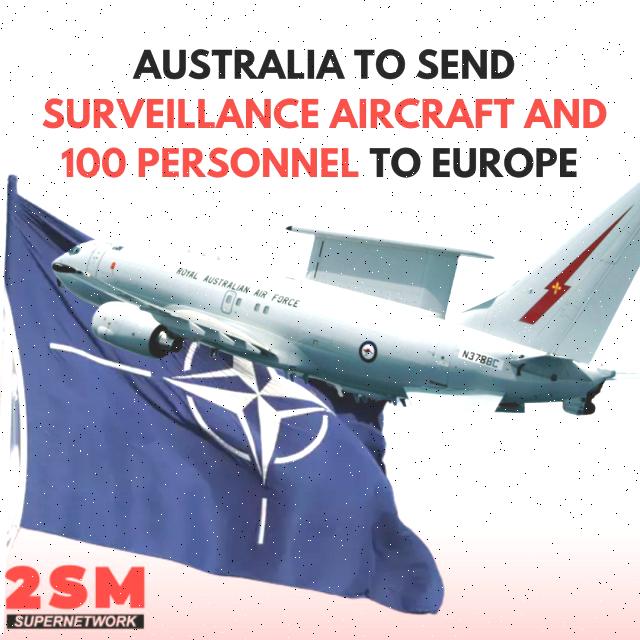 AUSTRALIA TO SEND
SURVEILLANCE AIRCRAFT AND
100 PERSONNEL TO EUROPE
ROYAL AUSTRALIAN AIR FORCE
N378BC
2SM
SUPERNETWORK